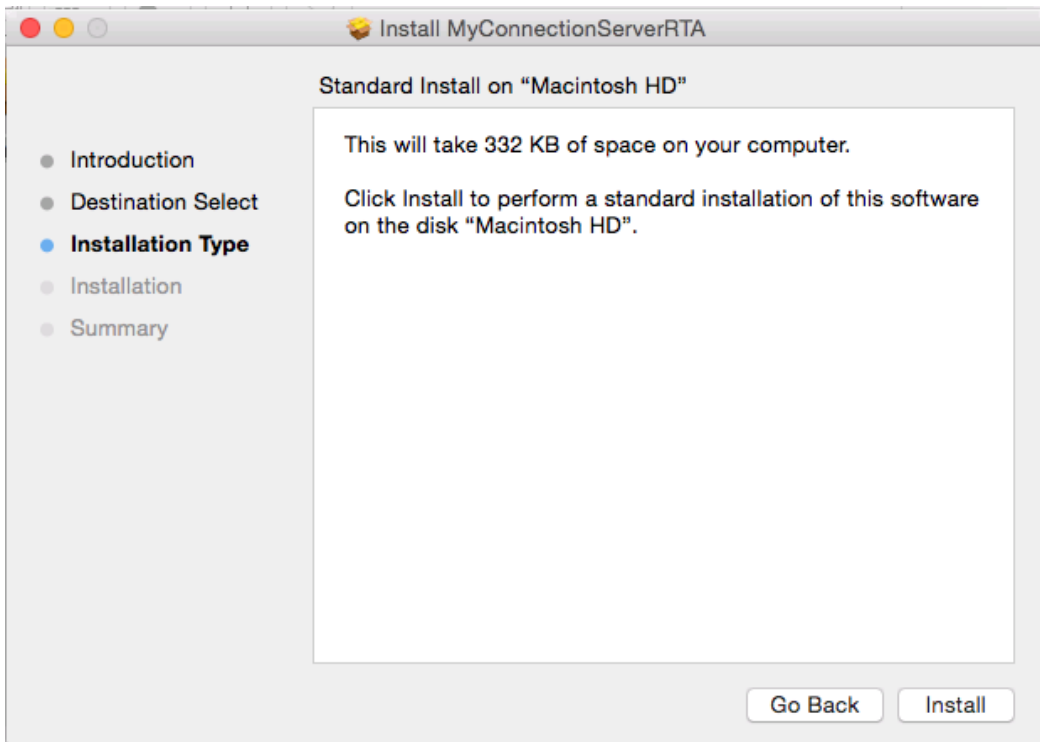 Install MyConnectionServerRTA
Standard Install on “Macintosh HD”
Introduction
Destination Select
Installation Type
Installation
Summary
This will take 332 KB of space on your computer.
Click Install to perform a standard installation of this software
on the disk “Macintosh HD”.
Go Back
Install